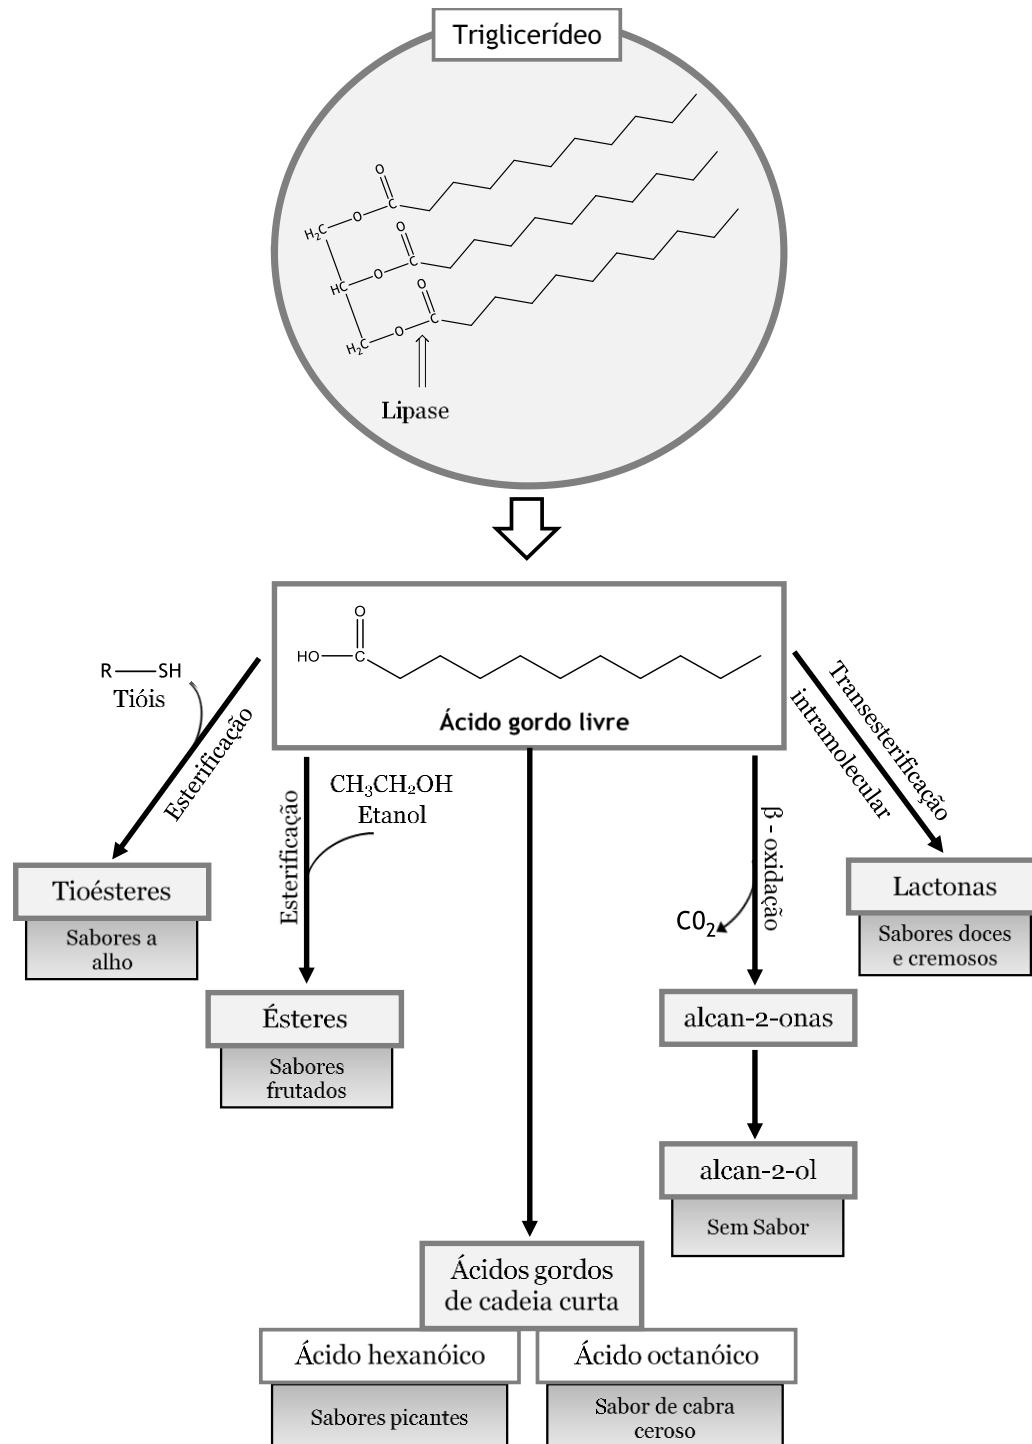 Triglicerídeo
O
C
O
H₂C
O
C
O
HC
O
C
O
H₂C
Lipase
O
HO
C
Ácido gordo livre
R
SH
Tióis
Esterificação
CH₃CH₂OH
Etanol
Esterificação
β - oxidação
CO₂
Transesterificação
intramolecular
Tioésteres
Sabores a
alho
Lactonas
Sabores doces
e cremosos
Ésteres
Sabores
frutados
alcan-2-onas
alcan-2-ol
Sem Sabor
Ácidos gordos
de cadeia curta
Ácido hexanóico
Ácido octanóico
Sabores picantes
Sabor de cabra
ceroso